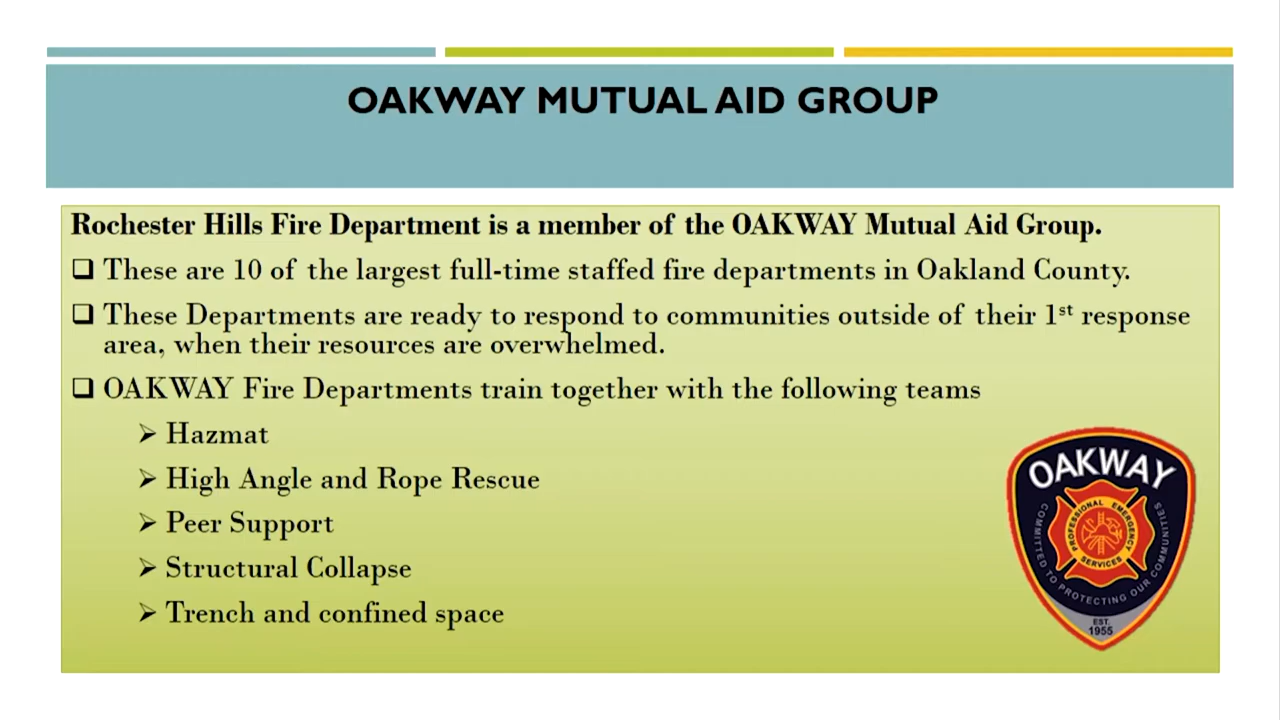 OAKWAY MUTUAL AID GROUP
Rochester Hills Fire Department is a member of the OAKWAY Mutual Aid Group.
These are 10 of the largest full-time staffed fire departments in Oakland County.
These Departments are ready to respond to communities outside of their 1st response
area, when their resources are overwhelmed.
OAKWAY Fire Departments train together with the following teams
Hazmat
High Angle and Rope Rescue
Peer Support
Structural Collapse
Trench and confined space
OAKWAY
PROFESSIONAL EMERGENCY
SERVICES
COMMITTED TO PROTECTING OUR COMMUNITIES
EST.
1955